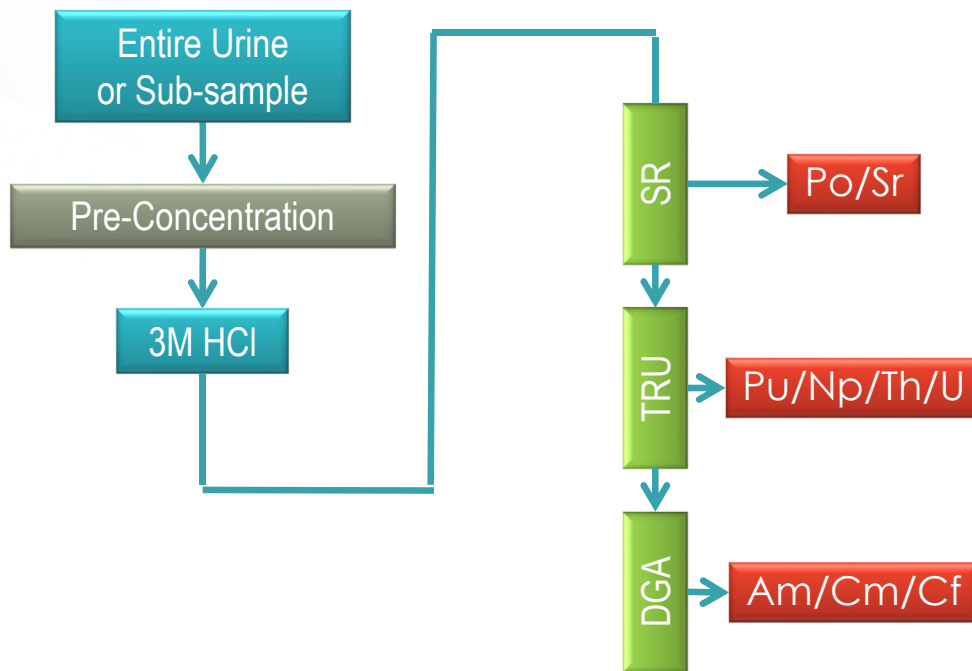 Entire Urine
or Sub-sample
Pre-Concentration
3M HCl
SR
Po/Sr
TRU
Pu/Np/Th/U
DGA
Am/Cm/Cf